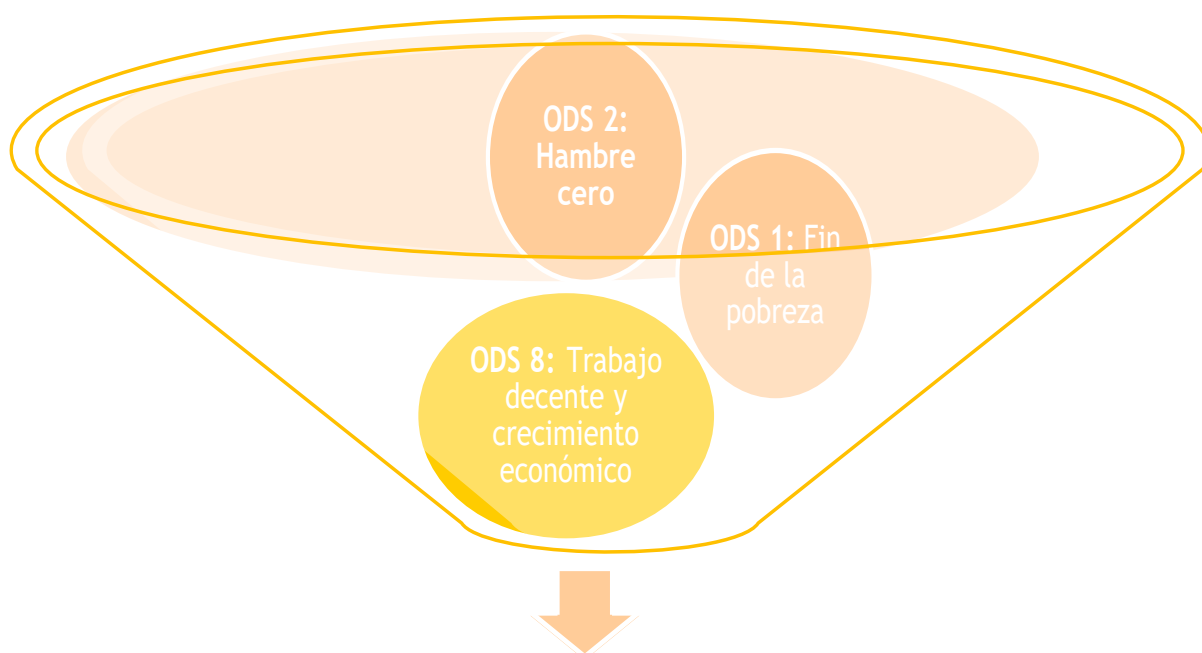 ODS 2:
Hambre
cero
ODS 1: Fin
de la
pobreza
ODS 8: Trabajo
decente y
crecimiento
económico